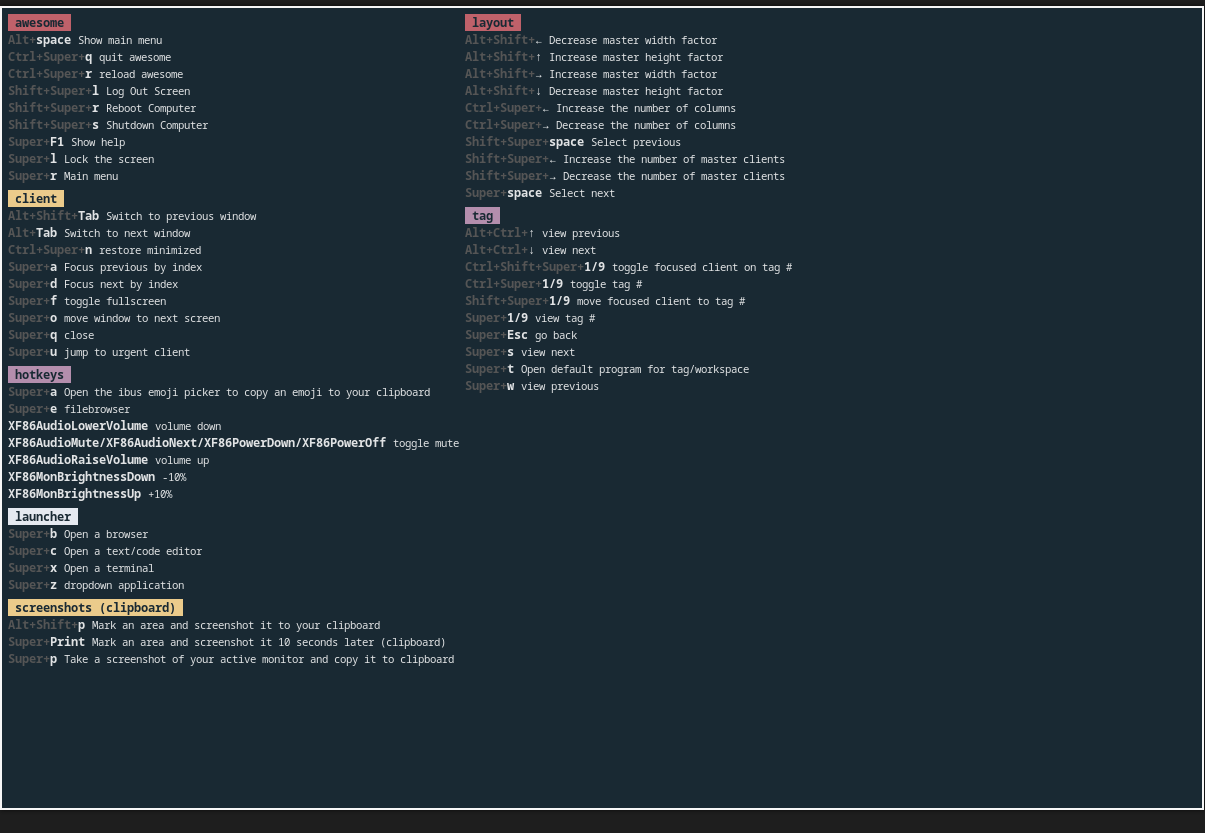 awesome
Alt+space Show main menu
Ctrl+Super+q quit awesome
Ctrl+Super+r reload awesome
Shift+Super+l Log Out Screen
Shift+Super+r Reboot Computer
Shift+Super+s Shutdown Computer
Super+F1 Show help
Super+l Lock the screen
Super+r Main menu
client
Alt+Shift+Tab Switch to previous window
Alt+Tab Switch to next window
Ctrl+Super+n restore minimized
Super+a Focus previous by index
Super+d Focus next by index
Super+f toggle fullscreen
Super+o move window to next screen
Super+q close
Super+u jump to urgent client
hotkeys
Super+a Open the ibus emoji picker to copy an emoji to your clipboard
Super+e filebrowser
XF86AudioLowerVolume volume down
XF86AudioMute/XF86AudioNext/XF86PowerDown/XF86PowerOff toggle mute
XF86AudioRaiseVolume volume up
XF86MonBrightnessDown -10%
XF86MonBrightnessUp +10%
launcher
Super+b Open a browser
Super+c Open a text/code editor
Super+x Open a terminal
Super+z dropdown application
screenshots (clipboard)
Alt+Shift+p Mark an area and screenshot it to your clipboard
Super+Print Mark an area and screenshot it 10 seconds later (clipboard)
Super+p Take a screenshot of your active monitor and copy it to clipboard
layout
Alt+Shift+← Decrease master width factor
Alt+Shift+↑ Increase master height factor
Alt+Shift+→ Increase master width factor
Alt+Shift+↓ Decrease master height factor
Ctrl+Super+← Increase the number of columns
Ctrl+Super+→ Decrease the number of columns
Shift+Super+space Select previous
Shift+Super+← Increase the number of master clients
Shift+Super+→ Decrease the number of master clients
Super+space Select next
tag
Alt+Ctrl+↑ view previous
Alt+Ctrl+↓ view next
Ctrl+Shift+Super+1/9 toggle focused client on tag #
Ctrl+Super+1/9 toggle tag #
Shift+Super+1/9 move focused client to tag #
Super+1/9 view tag #
Super+Esc go back
Super+s view next
Super+t Open default program for tag/workspace
Super+w view previous